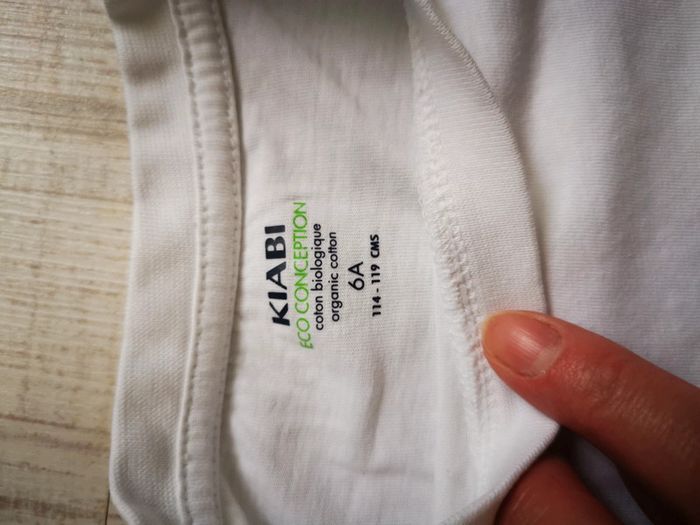 KIABI
ECO CONCEPTION
coton biologique
organic cotton
6A
114 - 119 CMS